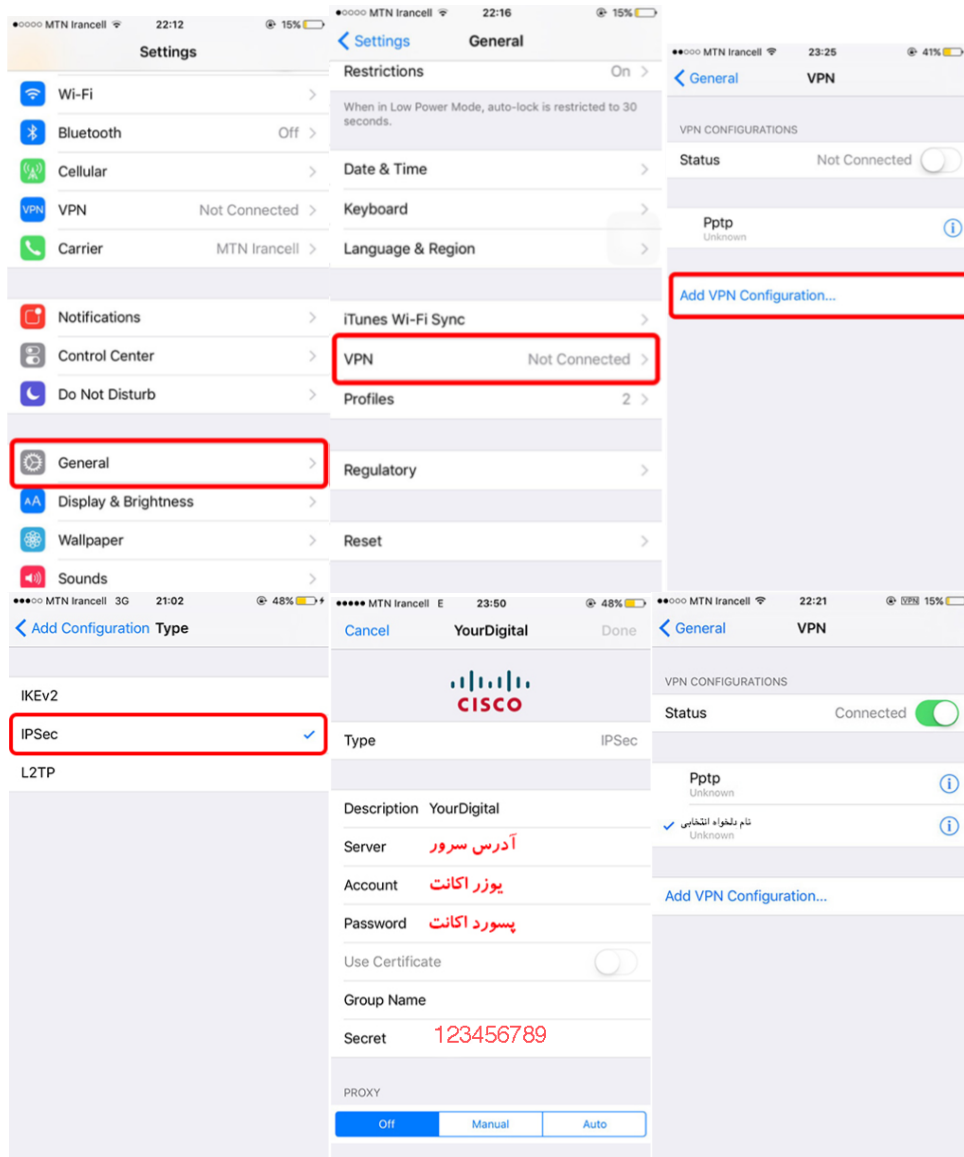 MTN Irancell 22:12 15%
Settings
Wi-Fi
Bluetooth Off
Cellular
VPN VPN Not Connected
Carrier MTN Irancell
Notifications
Control Center
Do Not Disturb
General
AA Display & Brightness
Wallpaper
Sounds
MTN Irancell 22:16 15%
Settings General
Restrictions On
When in Low Power Mode, auto-lock is restricted to 30
seconds.
Date & Time
Keyboard
Language & Region
iTunes Wi-Fi Sync
VPN Not Connected
Profiles 2
Regulatory
Reset
MTN Irancell 23:25 41%
General VPN
VPN CONFIGURATIONS
Status Not Connected
Pptp
Unknown
Add VPN Configuration...
MTN Irancell 3G 21:02 48%
Add Configuration Type
IKEv2
IPSec
L2TP
MTN Irancell E 23:50 48%
Cancel YourDigital Done
CISCO
Type IPSec
Description YourDigital
Server آدرس سرور
Account یوزر اکانت
Password پسورد اکانت
Use Certificate
Group Name
Secret 123456789
PROXY
Off Manual Auto
MTN Irancell 22:21 VPN 15%
General VPN
VPN CONFIGURATIONS
Status Connected
Pptp
Unknown
نام دلخواه انتخابی
Unknown
Add VPN Configuration...